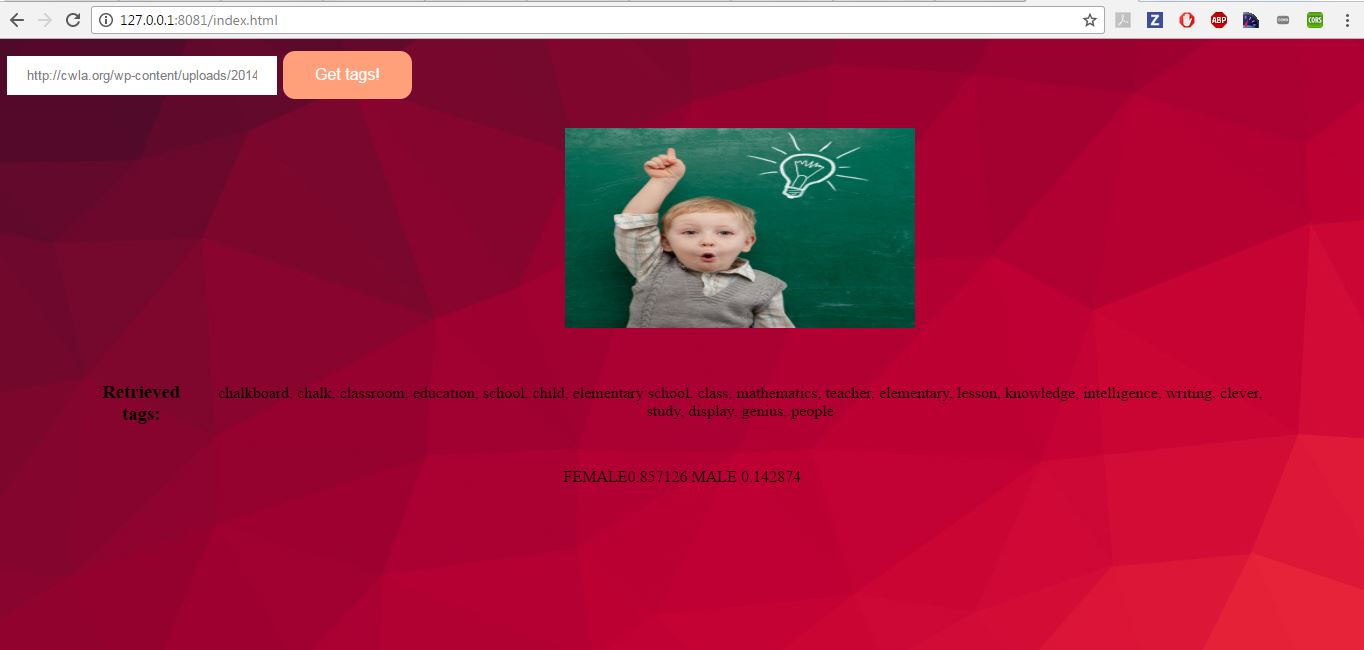 127.0.0.1:8081/index.html
ABP
CORS
http://cwla.org/wp-content/uploads/2014
Get tags!
Retrieved
tags:
chalkboard, chalk, classroom, education, school, child, elementary school, class, mathematics, teacher, elementary, lesson, knowledge, intelligence, writing, clever,
study, display, genius, people
FEMALE0.857126 MALE 0.142874